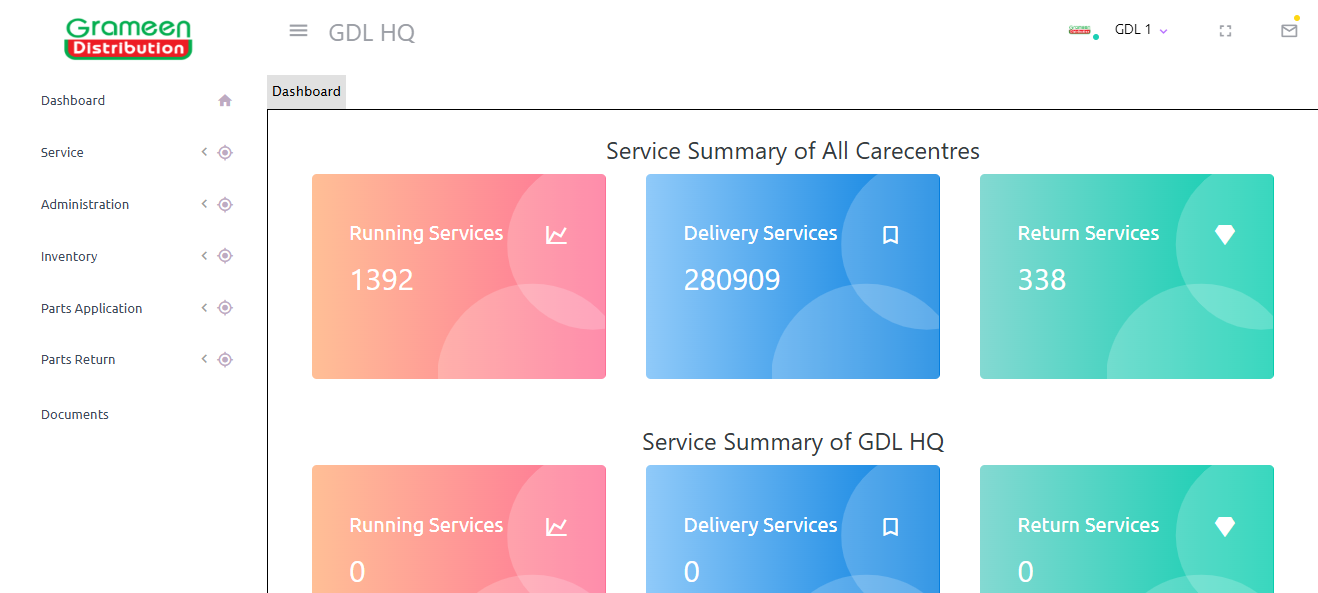 Grameen
Distribution
GDL HQ
GDL 1
Dashboard
Service
Administration
Inventory
Parts Application
Parts Return
Documents
Dashboard
Service Summary of All Carecentres
Running Services
1392
Delivery Services
280909
Return Services
338
Service Summary of GDL HQ
Running Services
0
Delivery Services
0
Return Services
0